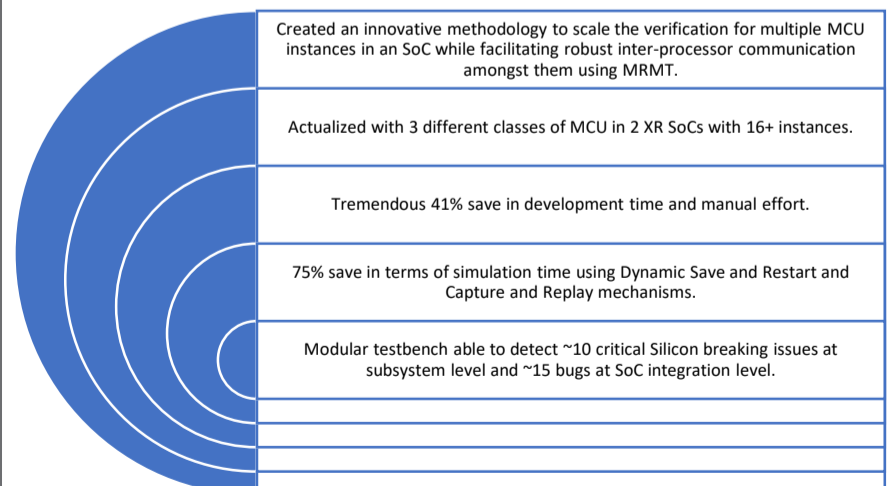 Created an innovative methodology to scale the verification for multiple MCU
instances in an SoC while facilitating robust inter-processor communication
amongst them using MRMT.
Actualized with 3 different classes of MCU in 2 XR SoCs with 16+ instances.
Tremendous 41% save in development time and manual effort.
75% save in terms of simulation time using Dynamic Save and Restart and
Capture and Replay mechanisms.
Modular testbench able to detect ~10 critical Silicon breaking issues at
subsystem level and ~15 bugs at SoC integration level.